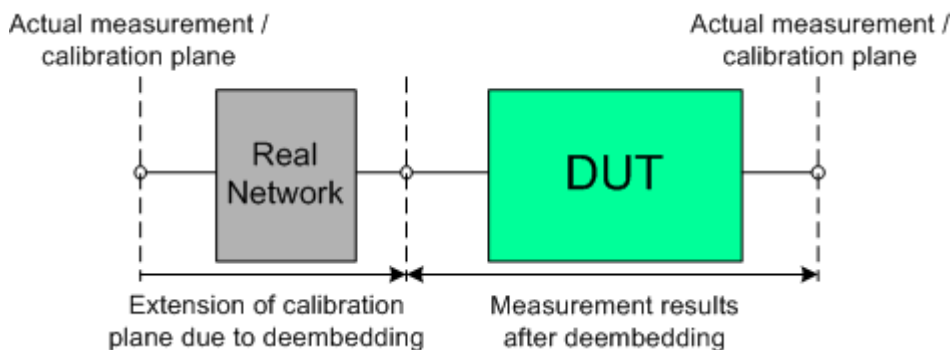 Actual measurement /
calibration plane
Actual measurement /
calibration plane
Real
Network
DUT
Extension of calibration
plane due to deembedding
Measurement results
after deembedding